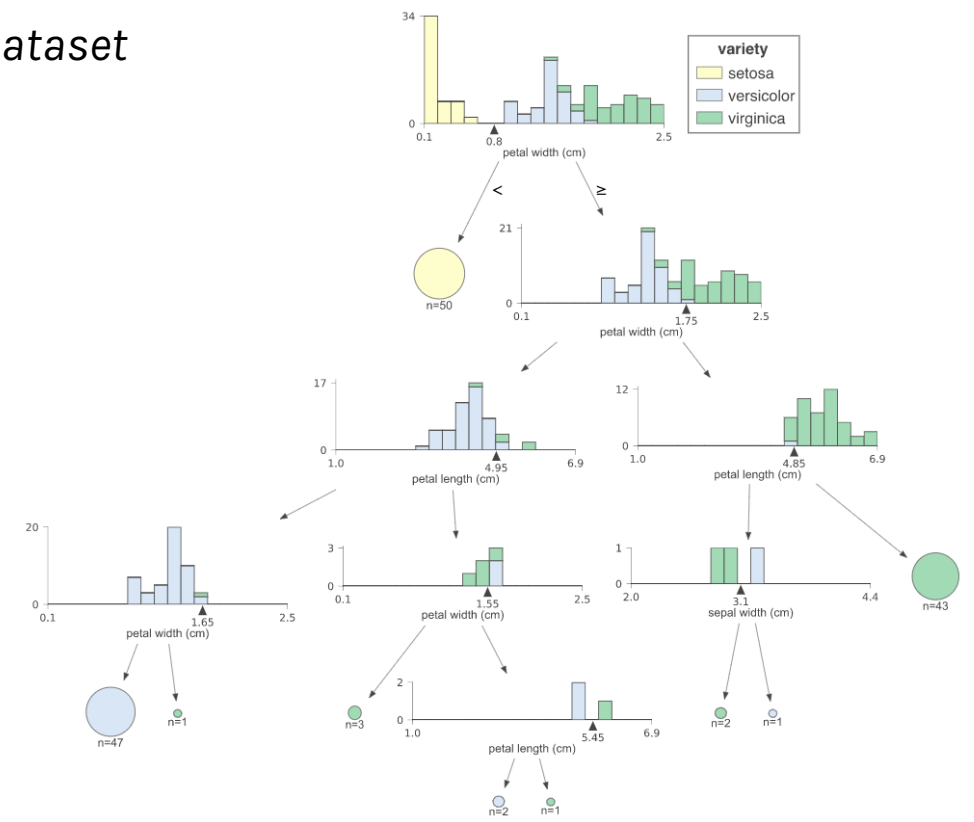 ataset
34
0
0.1
0.8
2.5
petal width (cm)
variety
setosa
versicolor
virginica
<
≥
n=50
21
0
0.1
1.75
2.5
petal width (cm)
17
0
1.0
4.95
6.9
petal length (cm)
12
0
1.0
4.85
6.9
petal length (cm)
20
0
0.1
1.65
2.5
petal width (cm)
3
0
0.1
1.55
2.5
petal width (cm)
1
0
2.0
3.1
4.4
sepal width (cm)
n=43
n=47
n=1
n=3
2
0
1.0
5.45
6.9
petal length (cm)
n=2
n=1
n=2
n=1